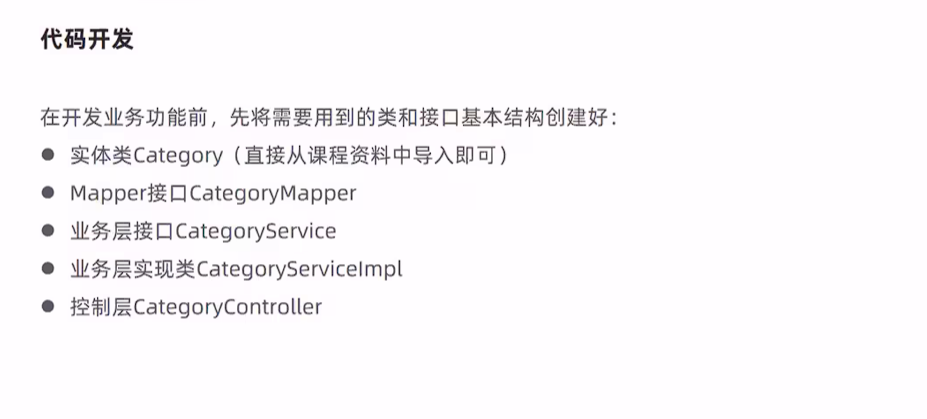 代码开发
在开发业务功能前，先将需要用到的类和接口基本结构创建好：
● 实体类Category（直接从课程资料中导入即可）
● Mapper接口CategoryMapper
● 业务层接口CategoryService
● 业务层实现类CategoryServiceImpl
● 控制层CategoryController